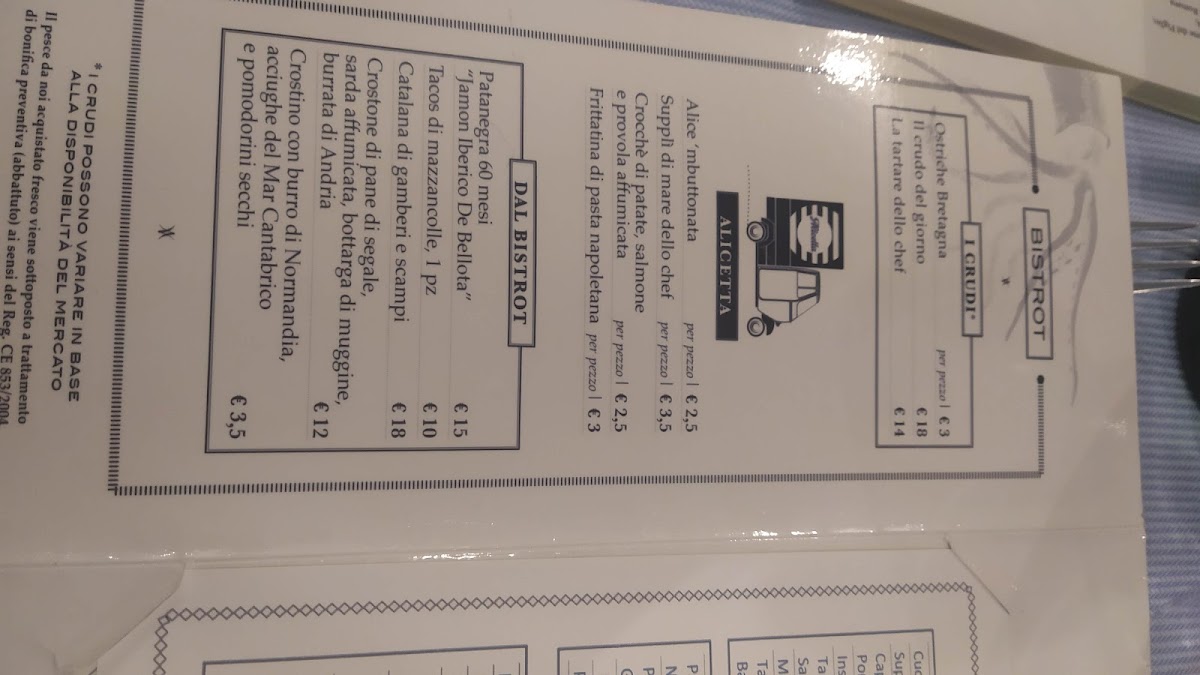 BISTROT
I CRUDI*
Ostriche Bretagna per pezzo | € 3
Il crudo del giorno € 18
La tartare dello chef € 14
ALICETTA
Alice ‘mbuttonata per pezzo | € 2,5
Supplì di mare dello chef per pezzo | € 3,5
Crocchè di patate, salmone
e provola affumicata per pezzo | € 2,5
Frittatina di pasta napoletana per pezzo | € 3
DAL BISTROT
Patanegra 60 mesi
“Jamon Iberico De Bellota” € 15
Tacos di mazzancolle, 1 pz € 10
Catalana di gamberi e scampi € 18
Crostone di pane di segale,
sarda affumicata, bottarga di muggine,
burrata di Andria € 12
Crostino con burro di Normandia,
acciughe del Mar Cantabrico
e pomodorini secchi € 3,5
* I CRUDI POSSONO VARIARE IN BASE
ALLA DISPONIBILITÀ DEL MERCATO
Il pesce da noi acquistato fresco viene sottoposto a trattamento
di bonifica preventiva (abbattuto) ai sensi del Reg. CE 853/2004